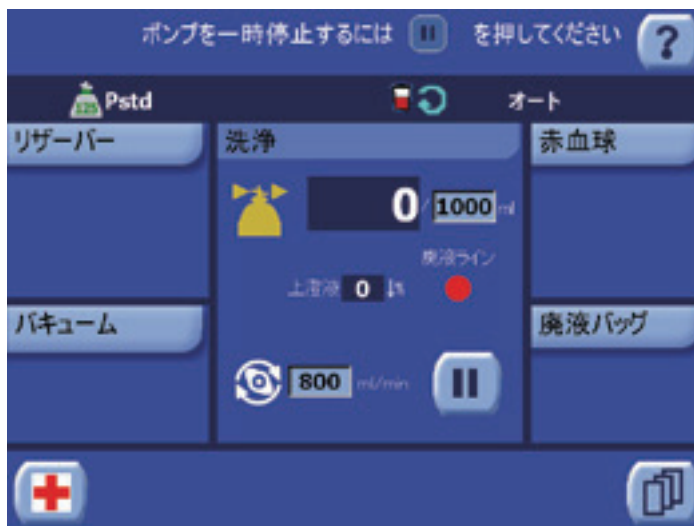 ポンプを一時停止するには を押してください ?
125 Pstd オート
リザーバー 洗浄 赤血球
0 / 1000 ml
廃液ライン
上澄液 0
バキューム 廃液バッグ
800 ml/min